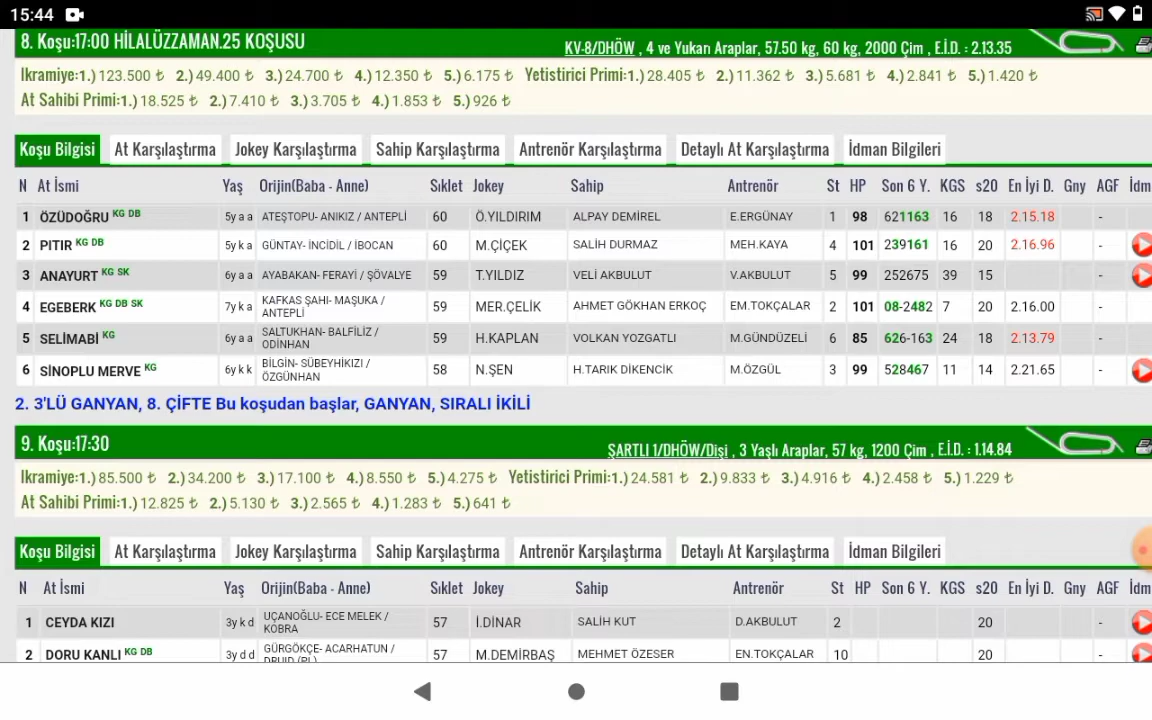 15:44
8. Koşu:17:00 HİLALÜZZAMAN.25 KOŞUSU KV-8/DHÖW , 4 ve Yukarı Araplar, 57.50 kg, 60 kg, 2000 Çim , E.İ.D. : 2.13.35
Ikramiye:1.) 123.500 ₺ 2.) 49.400 ₺ 3.) 24.700 ₺ 4.) 12.350 ₺ 5.) 6.175 ₺ Yetistirici Primi:1.) 28.405 ₺ 2.) 11.362 ₺ 3.) 5.681 ₺ 4.) 2.841 ₺ 5.) 1.420 ₺
At Sahibi Primi:1.) 18.525 ₺ 2.) 7.410 ₺ 3.) 3.705 ₺ 4.) 1.853 ₺ 5.) 926 ₺
Koşu Bilgisi At Karşılaştırma Jokey Karşılaştırma Sahip Karşılaştırma Antrenör Karşılaştırma Detaylı At Karşılaştırma İdman Bilgileri
N At İsmi Yaş Orijin(Baba - Anne) Sıklet Jokey Sahip Antrenör St HP Son 6 Y. KGS s20 En İyi D. Gny AGF İdm
1 ÖZÜDOĞRU KG DB 5y a a ATEŞTOPU- ANIKIZ / ANTEPLİ 60 Ö.YILDIRIM ALPAY DEMİREL E.ERGÜNAY 1 98 621163 16 18 2.15.18 -
2 PITIR KG DB 5y k a GÜNTAY- İNCİDİL / İBOCAN 60 M.ÇİÇEK SALİH DURMAZ MEH.KAYA 4 101 239161 16 20 2.16.96 -
3 ANAYURT KG SK 6y a a AYABAKAN- FERAYİ / ŞÖVALYE 59 T.YILDIZ VELİ AKBULUT V.AKBULUT 5 99 252675 39 15 -
4 EGEBERK KG DB SK 7y k a KAFKAS ŞAHI- MAŞUKA / ANTEPLİ 59 MER.ÇELİK AHMET GÖKHAN ERKOÇ EM.TOKÇALAR 2 101 08-2482 7 20 2.16.00 -
5 SELİMABİ KG 6y a a SALTUKHAN- BALFİLİZ / ODİNHAN 59 H.KAPLAN VOLKAN YOZGATLI M.GÜNDÜZELİ 6 85 626-163 24 18 2.13.79 -
6 SİNOPLU MERVE KG 6y k k BİLGİN- SÜBEYHİKIZI / ÖZGÜNHAN 58 N.ŞEN H.TARIK DİKENCİK M.ÖZGÜL 3 99 528467 11 14 2.21.65 -
2. 3'LÜ GANYAN, 8. ÇİFTE Bu koşudan başlar, GANYAN, SIRALI İKİLİ
9. Koşu:17:30 ŞARTLI 1/DHÖW/Dişi , 3 Yaşlı Araplar, 57 kg, 1200 Çim , E.İ.D. : 1.14.84
Ikramiye:1.) 85.500 ₺ 2.) 34.200 ₺ 3.) 17.100 ₺ 4.) 8.550 ₺ 5.) 4.275 ₺ Yetistirici Primi:1.) 24.581 ₺ 2.) 9.833 ₺ 3.) 4.916 ₺ 4.) 2.458 ₺ 5.) 1.229 ₺
At Sahibi Primi:1.) 12.825 ₺ 2.) 5.130 ₺ 3.) 2.565 ₺ 4.) 1.283 ₺ 5.) 641 ₺
Koşu Bilgisi At Karşılaştırma Jokey Karşılaştırma Sahip Karşılaştırma Antrenör Karşılaştırma Detaylı At Karşılaştırma İdman Bilgileri
N At İsmi Yaş Orijin(Baba - Anne) Sıklet Jokey Sahip Antrenör St HP Son 6 Y. KGS s20 En İyi D. Gny AGF İdm
1 CEYDA KIZI 3y k d UÇANOĞLU- ECE MELEK / KOBRA 57 İ.DİNAR SALİH KUT D.AKBULUT 2 20 -
2 DORU KANLI KG DB 3y d d GÜRGÖKÇE- ACARHATUN / DRUID (PL) 57 M.DEMİRBAŞ MEHMET ÖZESER EN.TOKÇALAR 10 20 -